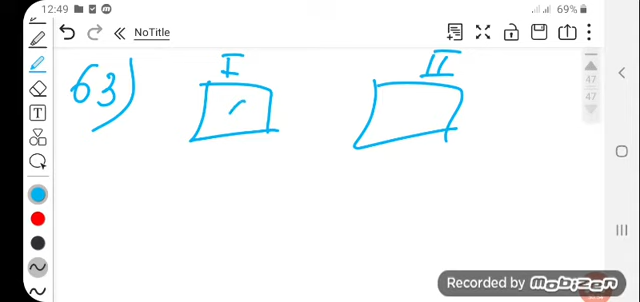 12:49 69%
NoTitle
I II
63)
47
47
T
Recorded by mobizen